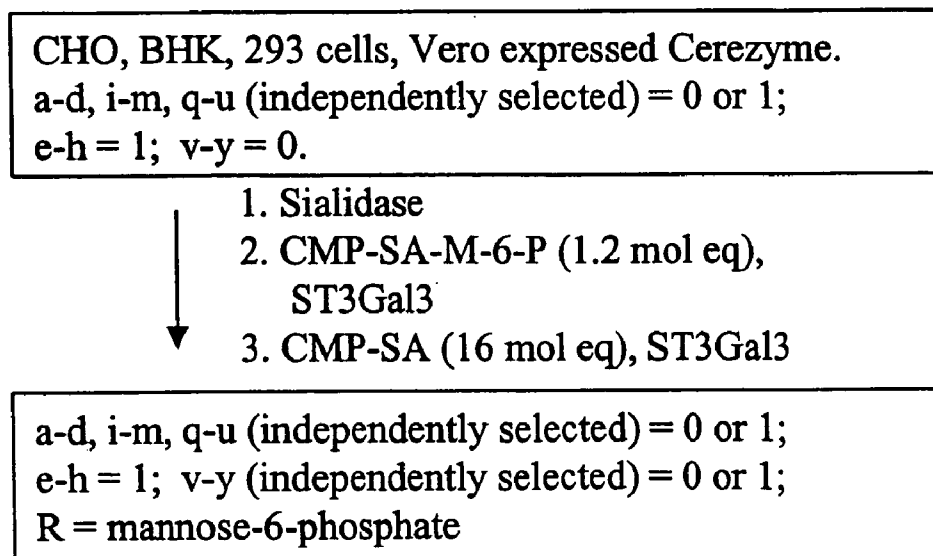 CHO, BHK, 293 cells, Vero expressed Cerezyme.
a-d, i-m, q-u (independently selected) = 0 or 1;
e-h = 1; v-y = 0.
1. Sialidase
2. CMP-SA-M-6-P (1.2 mol eq),
ST3Gal3
3. CMP-SA (16 mol eq), ST3Gal3
a-d, i-m, q-u (independently selected) = 0 or 1;
e-h = 1; v-y (independently selected) = 0 or 1;
R = mannose-6-phosphate